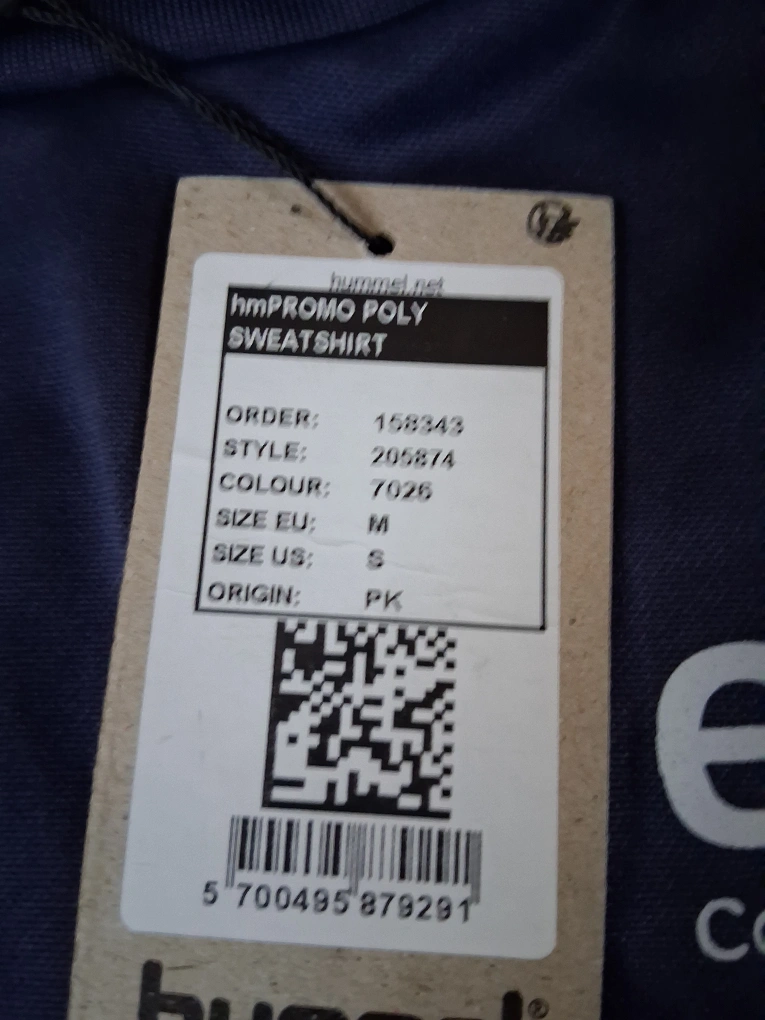 hummel.net
hmPROMO POLY
SWEATSHIRT
ORDER: 158343
STYLE: 205874
COLOUR: 7026
SIZE EU: M
SIZE US: S
ORIGIN: PK
5 700495 879291
hummel®